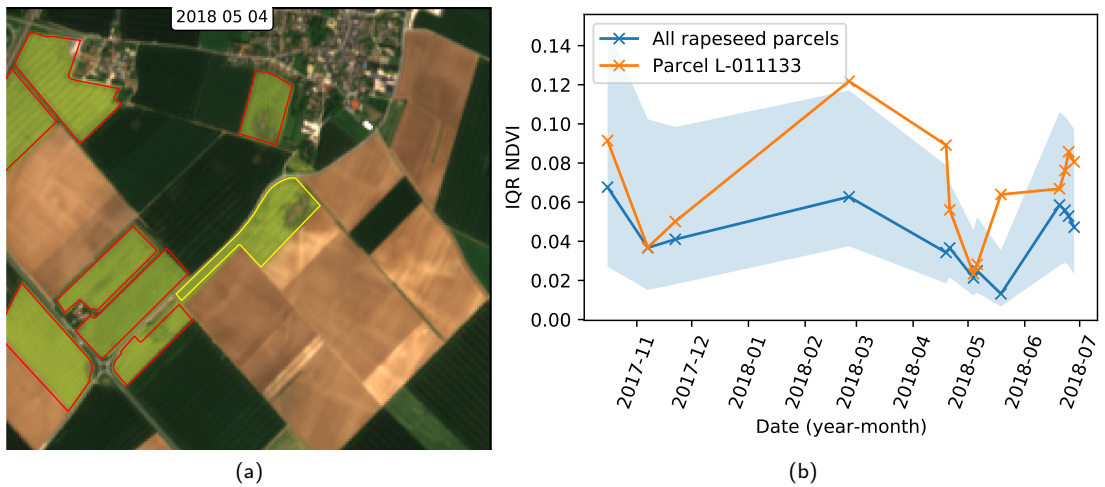 2018 05 04
(a)
All rapeseed parcels
Parcel L-011133
IQR NDVI
0.14
0.12
0.10
0.08
0.06
0.04
0.02
0.00
2017-11
2017-12
2018-01
2018-02
2018-03
2018-04
2018-05
2018-06
2018-07
Date (year-month)
(b)